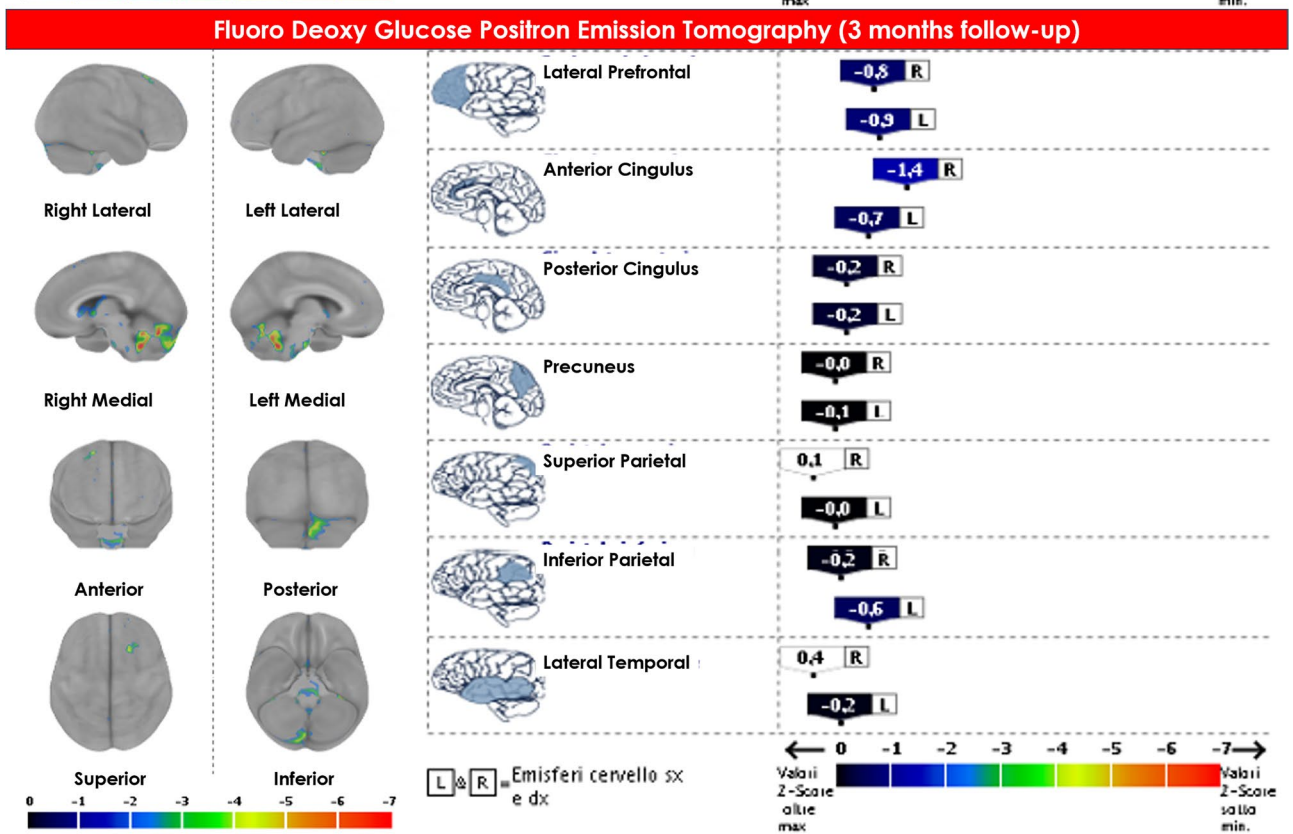 max
min.
Fluoro Deoxy Glucose Positron Emission Tomography (3 months follow-up)
Right Lateral
Left Lateral
Right Medial
Left Medial
Anterior
Posterior
Superior
Inferior
0 -1 -2 -3 -4 -5 -6 -7
Lateral Prefrontal
-0,8 R
-0,9 L
Anterior Cingulus
-1,4 R
-0,7 L
Posterior Cingulus
-0,2 R
-0,2 L
Precuneus
-0,0 R
-0,1 L
Superior Parietal
0,1 R
-0,0 L
Inferior Parietal
-0,2 R
-0,6 L
Lateral Temporal
0,4 R
-0,2 L
L & R = Emisferi cervello sx
e dx
0 -1 -2 -3 -4 -5 -6 -7
Valori
Z-Score
oltre
max
Valori
Z-Score
sotto
min.